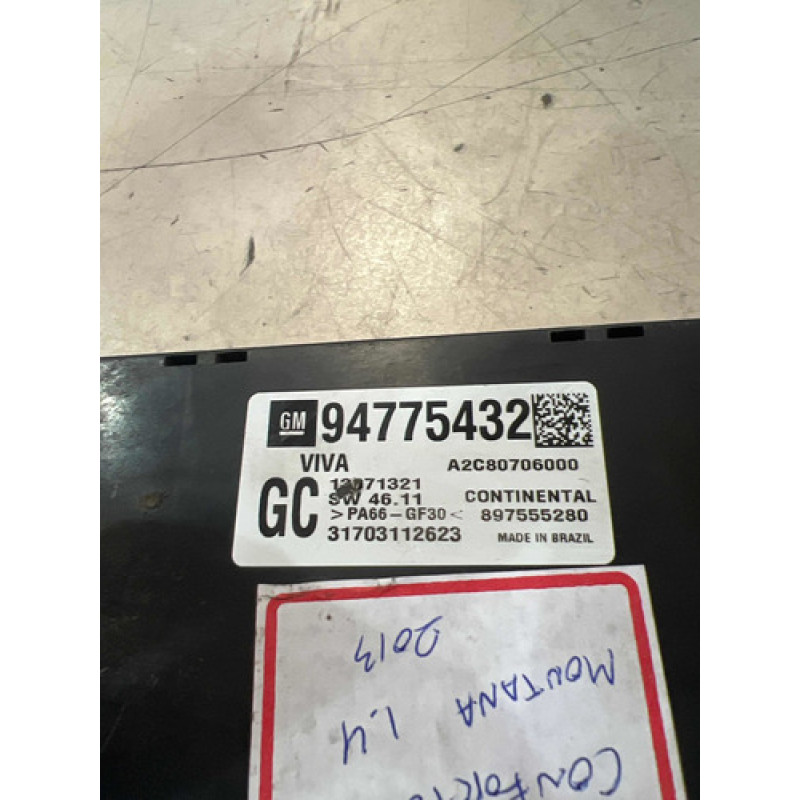 GM 94775432
VIVA A2C80706000
GC
SW 46.11 CONTINENTAL
>PA66-GF30< 897555280
31703112623 MADE IN BRAZIL
MONTANA 1.4
2013